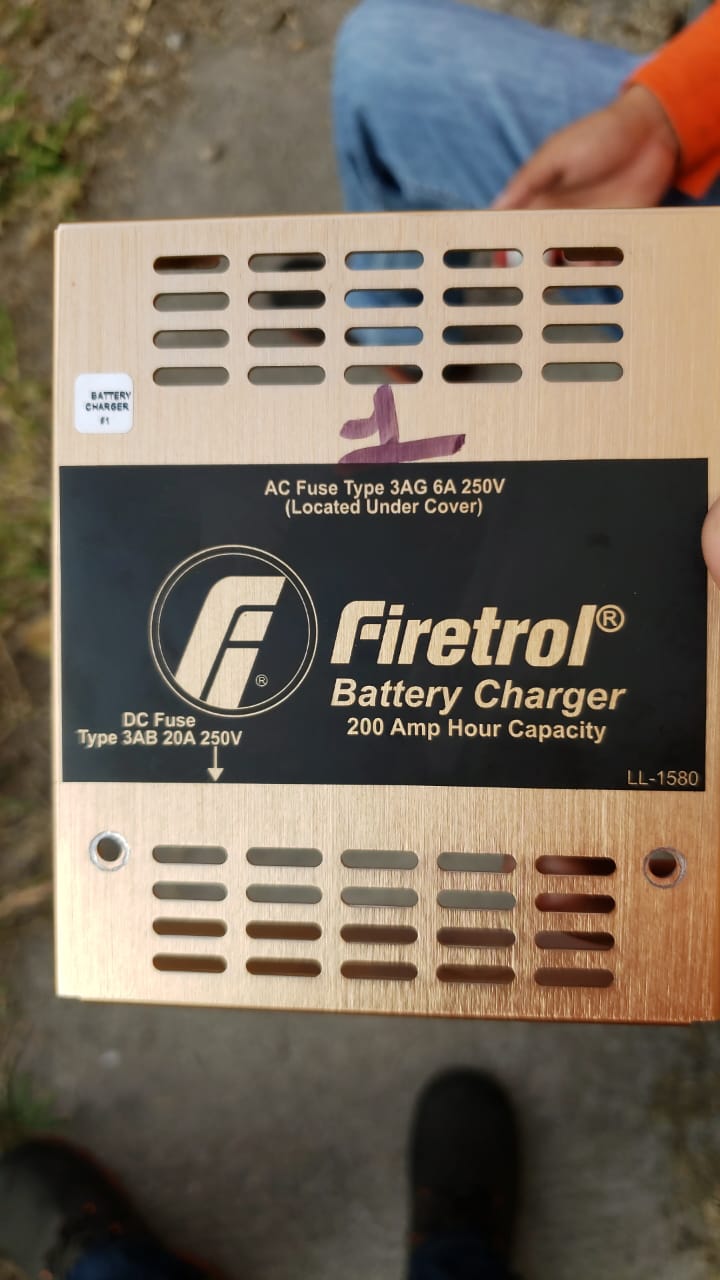 BATTERY
CHARGER
#1
1
AC Fuse Type 3AG 6A 250V
(Located Under Cover)
Firetrol®
Battery Charger
200 Amp Hour Capacity
DC Fuse
Type 3AB 20A 250V
LL-1580